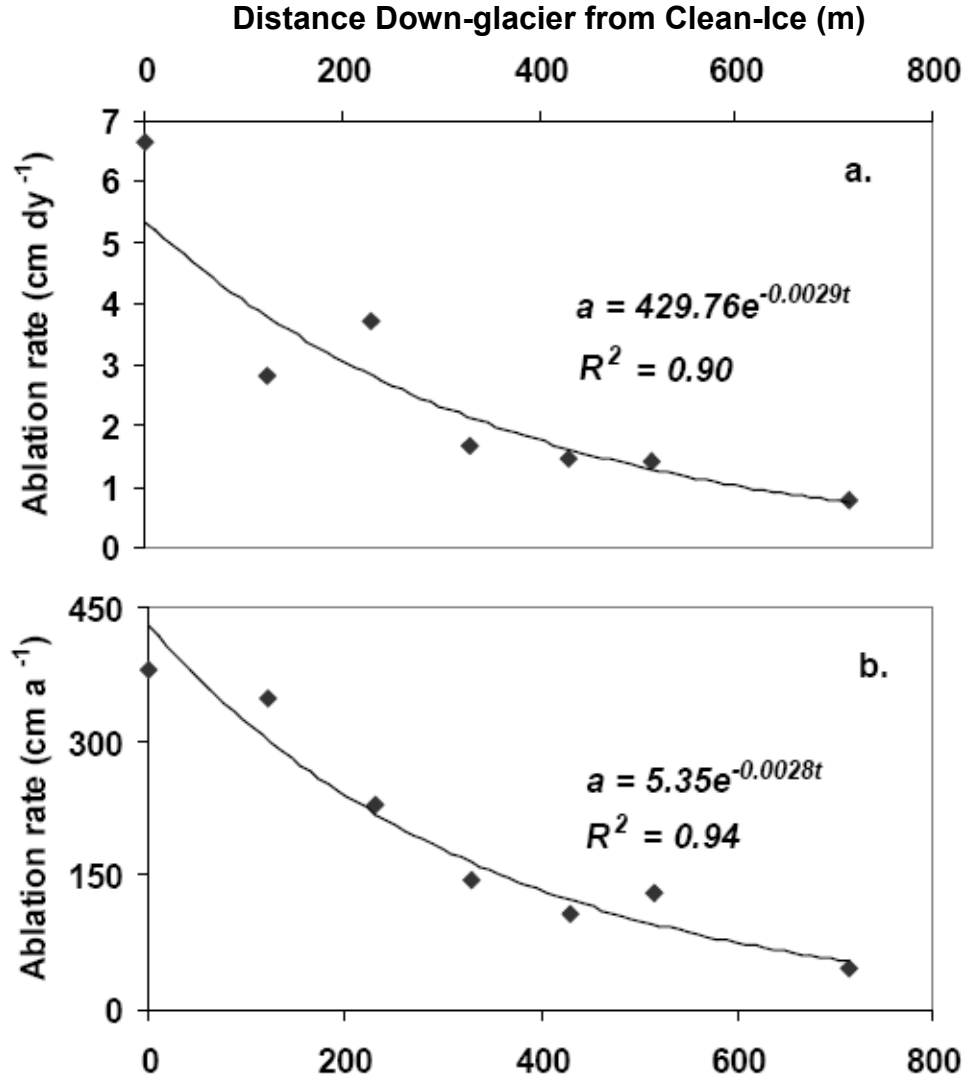 Distance Down-glacier from Clean-Ice (m)
0 200 400 600 800
7
6
5
4
3
2
1
0
Ablation rate (cm dy -1)
a.
a = 429.76e-0.0029t
R2 = 0.90
450
300
150
0
Ablation rate (cm a -1)
b.
a = 5.35e-0.0028t
R2 = 0.94
0 200 400 600 800